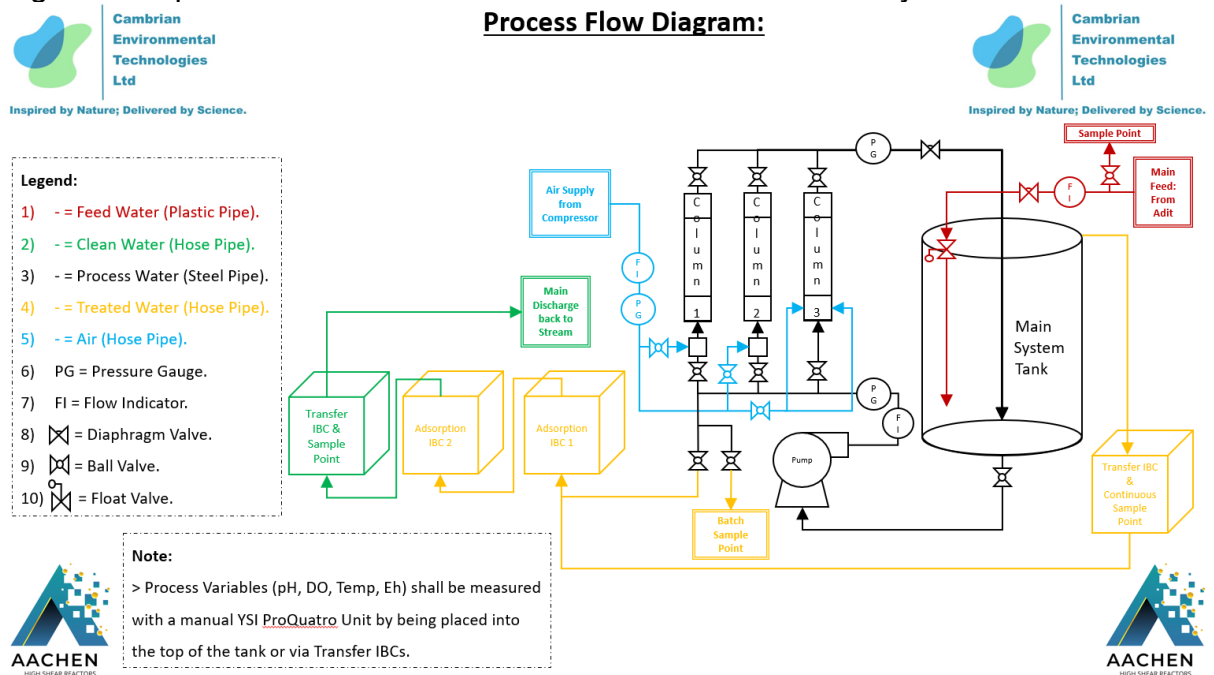 Process Flow Diagram:
Cambrian
Environmental
Technologies
Ltd
Inspired by Nature; Delivered by Science.
Cambrian
Environmental
Technologies
Ltd
Inspired by Nature; Delivered by Science.
Legend:
1) - = Feed Water (Plastic Pipe).
2) - = Clean Water (Hose Pipe).
3) - = Process Water (Steel Pipe).
4) - = Treated Water (Hose Pipe).
5) - = Air (Hose Pipe).
6) PG = Pressure Gauge.
7) FI = Flow Indicator.
8) = Diaphragm Valve.
9) = Ball Valve.
10) = Float Valve.
Air Supply
from
Compressor
F
I
P
G
Main
Discharge
back to
Stream
Column
1
Column
2
Column
3
P
G
Sample Point
Main
Feed:
From
Adit
F
I
Main
System
Tank
P
G
F
I
Pump
Transfer
IBC &
Sample
Point
Adsorption
IBC 2
Adsorption
IBC 1
Batch
Sample
Point
Transfer IBC
&
Continuous
Sample
Point
Note:
> Process Variables (pH, DO, Temp, Eh) shall be measured
with a manual YSI ProQuatro Unit by being placed into
the top of the tank or via Transfer IBCs.
AACHEN
HIGH SHEAR REACTORS
AACHEN
HIGH SHEAR REACTORS